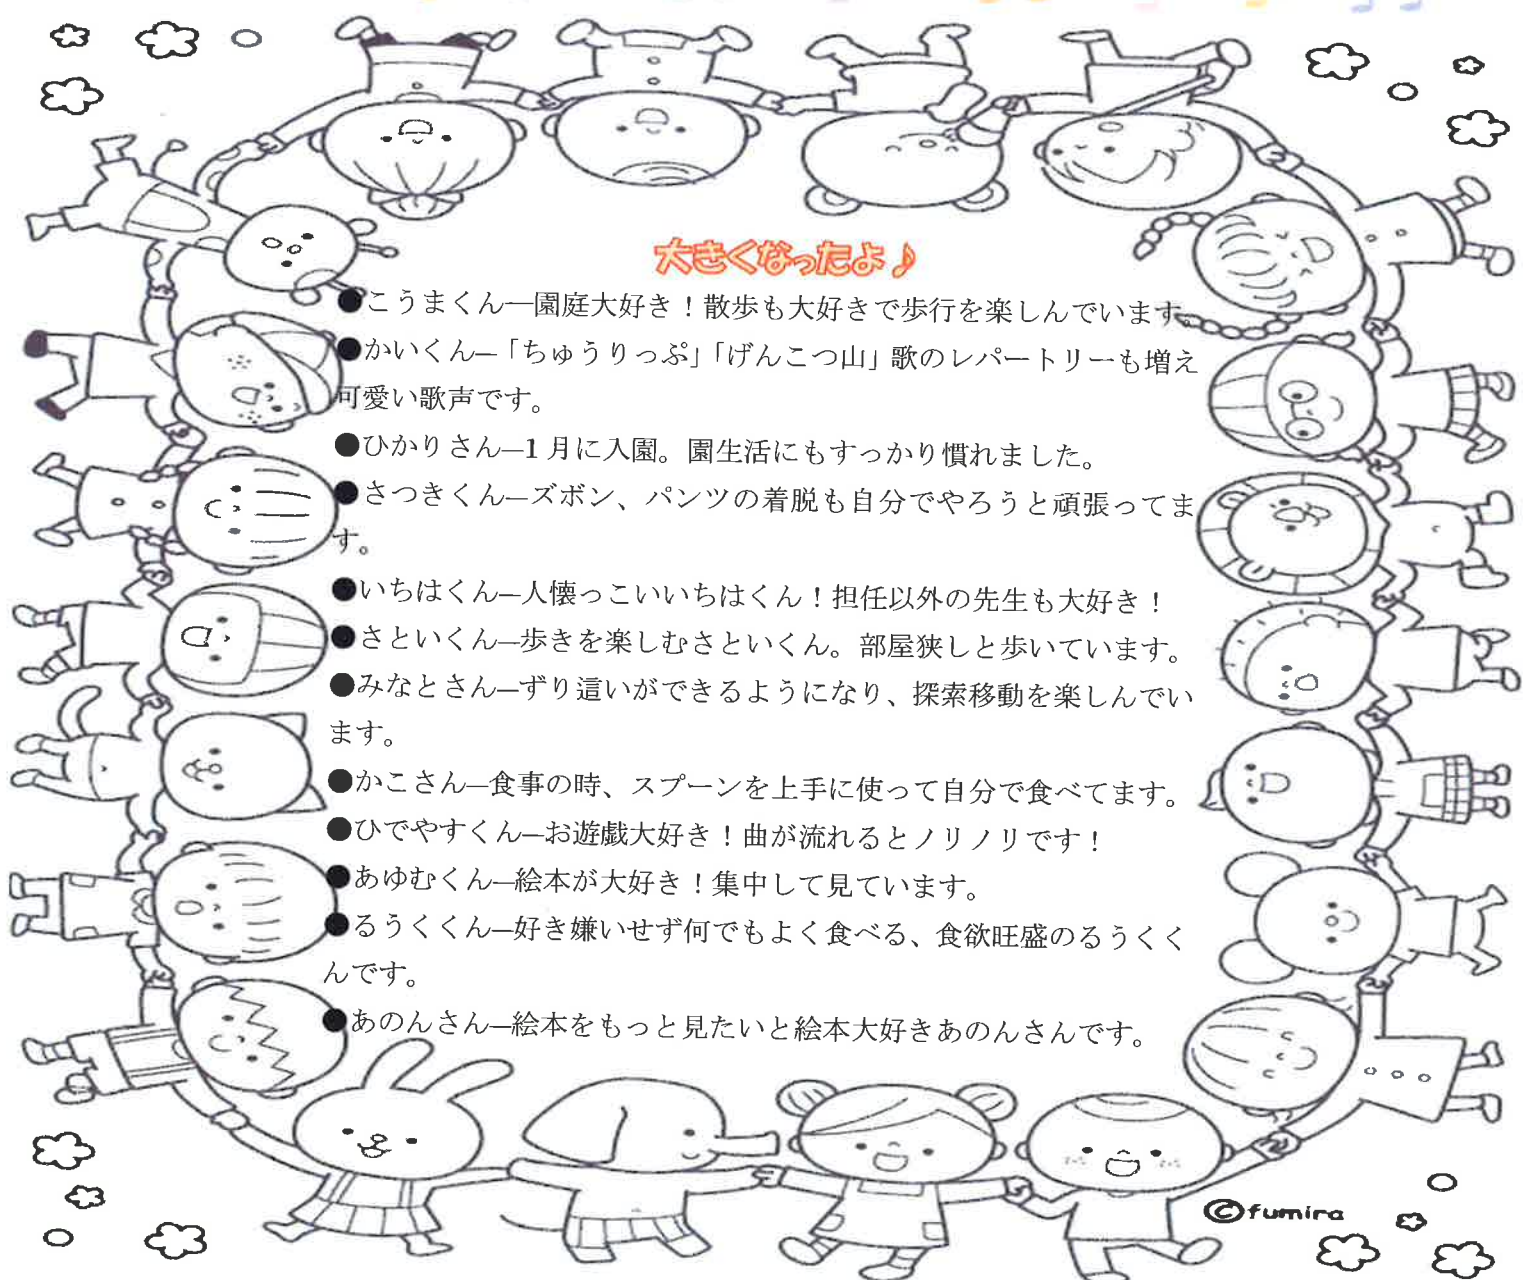 大きくなったよ♪
●こうまくん―園庭大好き！散歩も大好きで歩行を楽しんでいます。
●かいくん―「ちゅうりっぷ」「げんこつ山」歌のレパートリーも増え
可愛い歌声です。
●ひかりさん―1月に入園。園生活にもすっかり慣れました。
●さつきくん―ズボン、パンツの着脱も自分でやろうと頑張ってま
す。
●いちはくん―人懐っこいいちはくん！担任以外の先生も大好き！
●さといくん―歩きを楽しむさといくん。部屋狭しと歩いています。
●みなとさん―ずり這いができるようになり、探索移動を楽しんでい
ます。
●かこさん―食事の時、スプーンを上手に使って自分で食べてます。
●ひでやすくん―お遊戯大好き！曲が流れるとノリノリです！
●あゆむくん―絵本が大好き！集中して見ています。
●るうくくん―好き嫌いせず何でもよく食べる、食欲旺盛のるうくく
んです。
●あのんさん―絵本をもっと見たいと絵本大好きあのんさんです。
©fumira